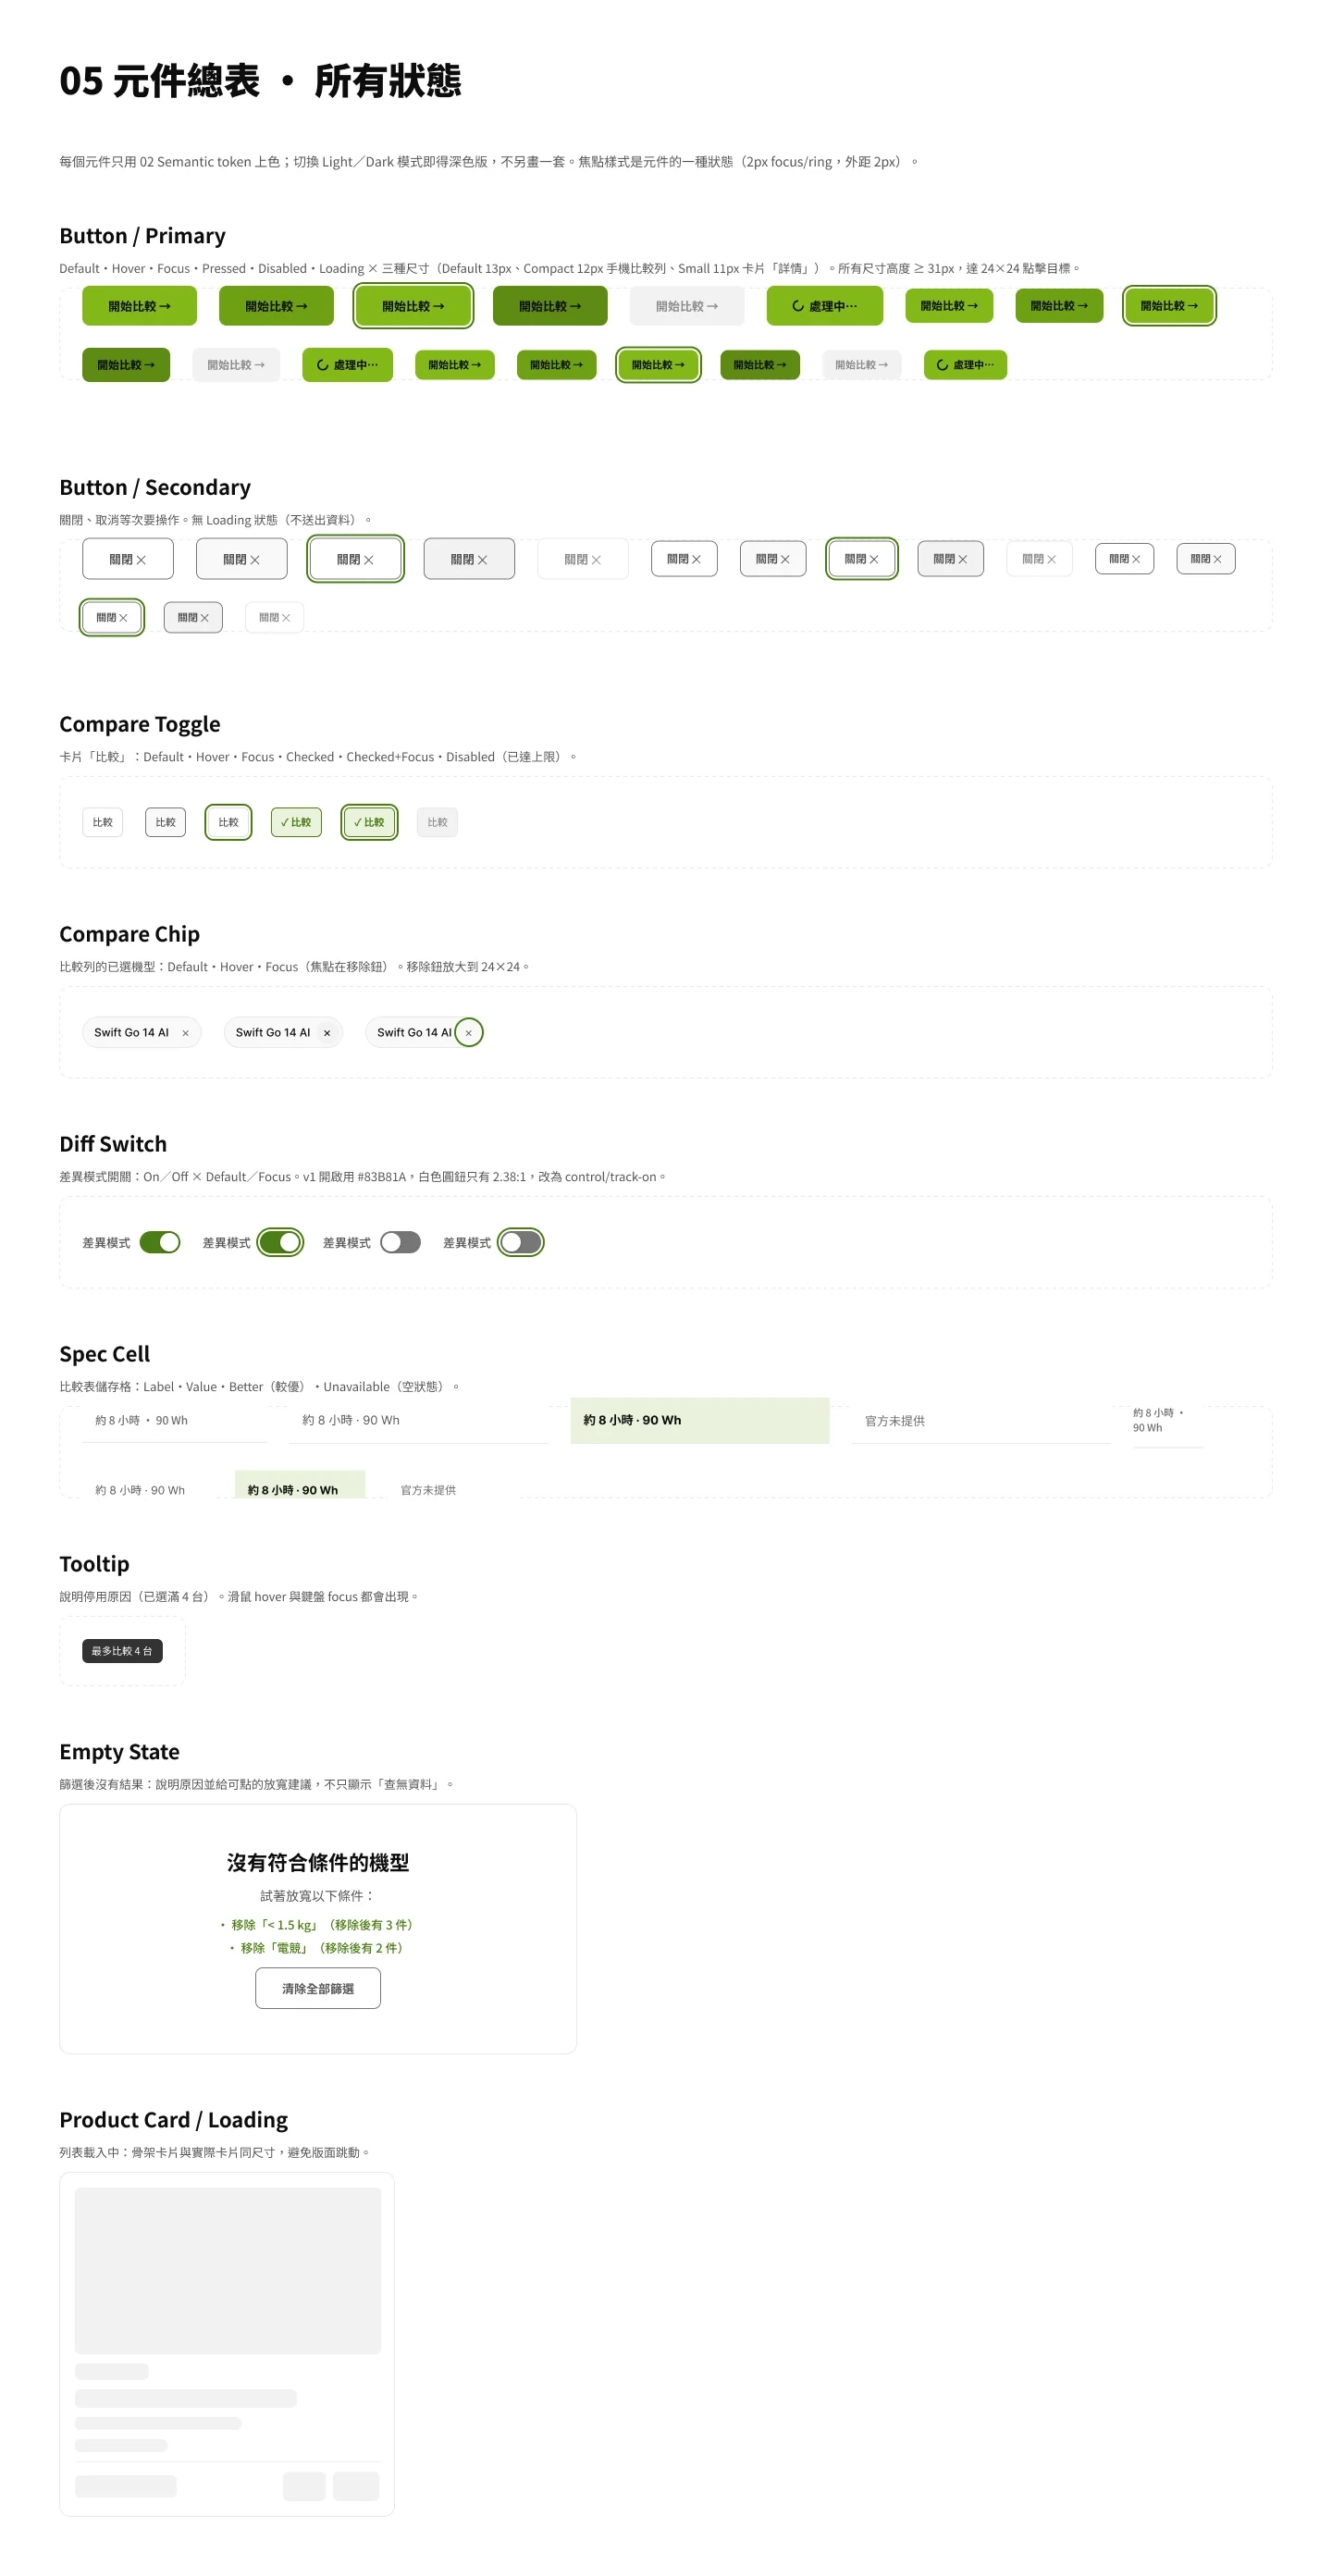 05 元件總表 · 所有狀態
每個元件只用 02 Semantic token 上色；切換 Light／Dark 模式即得深色版，不另畫一套。焦點樣式是元件的一種狀態（2px focus/ring，外距 2px）。
Button / Primary
Default・Hover・Focus・Pressed・Disabled・Loading × 三種尺寸（Default 13px、Compact 12px 手機比較列、Small 11px 卡片「詳情」）。所有尺寸高度 ≥ 31px，達 24×24 點擊目標。
開始比較 → 開始比較 → 開始比較 → 開始比較 → 開始比較 → 處理中⋯ 開始比較 → 開始比較 → 開始比較 →
開始比較 → 開始比較 → 處理中⋯ 開始比較 → 開始比較 → 開始比較 → 開始比較 → 開始比較 → 處理中⋯
Button / Secondary
關閉、取消等次要操作。無 Loading 狀態（不送出資料）。
關閉 × 關閉 × 關閉 × 關閉 × 關閉 × 關閉 × 關閉 × 關閉 × 關閉 × 關閉 × 關閉 × 關閉 ×
關閉 × 關閉 × 關閉 ×
Compare Toggle
卡片「比較」：Default・Hover・Focus・Checked・Checked+Focus・Disabled（已達上限）。
比較 比較 比較 ✓ 比較 ✓ 比較 比較
Compare Chip
比較列的已選機型：Default・Hover・Focus（焦點在移除鈕）。移除鈕放大到 24×24。
Swift Go 14 AI × Swift Go 14 AI × Swift Go 14 AI ×
Diff Switch
差異模式開關：On／Off × Default／Focus。v1 開啟用 #83B81A，白色圓鈕只有 2.38:1，改為 control/track-on。
差異模式 差異模式 差異模式 差異模式
Spec Cell
比較表儲存格：Label・Value・Better（較優）・Unavailable（空狀態）。
約 8 小時 · 90 Wh 約 8 小時 · 90 Wh 約 8 小時 · 90 Wh 官方未提供 約 8 小時 ·
90 Wh
約 8 小時 · 90 Wh 約 8 小時 · 90 Wh 官方未提供
Tooltip
說明停用原因（已選滿 4 台）。滑鼠 hover 與鍵盤 focus 都會出現。
最多比較 4 台
Empty State
篩選後沒有結果：說明原因並給可點的放寬建議，不只顯示「查無資料」。
沒有符合條件的機型
試著放寬以下條件：
・ 移除「< 1.5 kg」（移除後有 3 件）
・ 移除「電競」（移除後有 2 件）
清除全部篩選
Product Card / Loading
列表載入中：骨架卡片與實際卡片同尺寸，避免版面跳動。